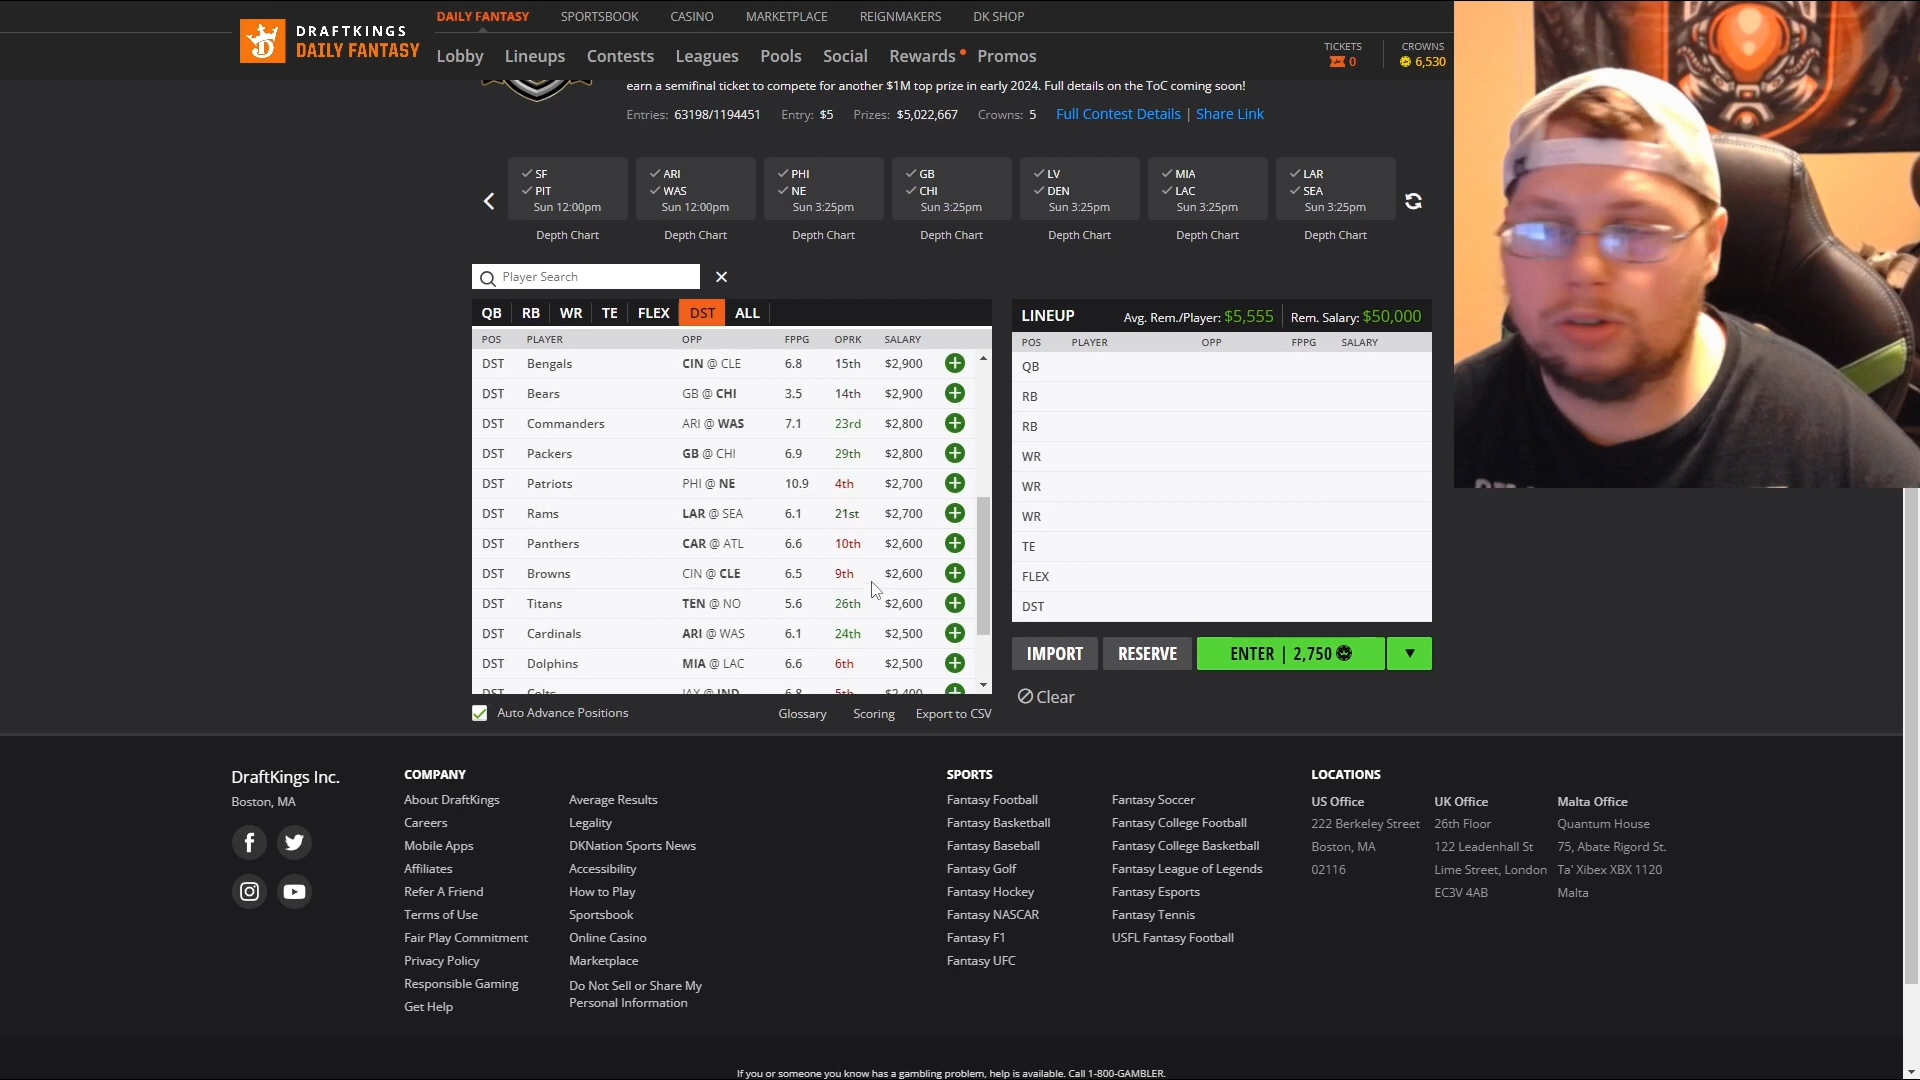 DAILY FANTASY SPORTSBOOK CASINO MARKETPLACE REIGNMAKERS DK SHOP
DRAFTKINGS
DAILY FANTASY
Lobby Lineups Contests Leagues Pools Social Rewards Promos
TICKETS
0
CROWNS
6,530
earn a semifinal ticket to compete for another $1M top prize in early 2024. Full details on the ToC coming soon!
Entries: 63198/1194451 Entry: $5 Prizes: $5,022,667 Crowns: 5 Full Contest Details | Share Link
SF ARI PHI GB LV MIA LAR
PIT WAS NE CHI DEN LAC SEA
Sun 12:00pm Sun 12:00pm Sun 3:25pm Sun 3:25pm Sun 3:25pm Sun 3:25pm Sun 3:25pm
Depth Chart Depth Chart Depth Chart Depth Chart Depth Chart Depth Chart Depth Chart
Player Search
QB RB WR TE FLEX DST ALL
POS PLAYER OPP FPPG OPRK SALARY
DST Bengals CIN @ CLE 6.8 15th $2,900
DST Bears GB @ CHI 3.5 14th $2,900
DST Commanders ARI @ WAS 7.1 23rd $2,800
DST Packers GB @ CHI 6.9 29th $2,800
DST Patriots PHI @ NE 10.9 4th $2,700
DST Rams LAR @ SEA 6.1 21st $2,700
DST Panthers CAR @ ATL 6.6 10th $2,600
DST Browns CIN @ CLE 6.5 9th $2,600
DST Titans TEN @ NO 5.6 26th $2,600
DST Cardinals ARI @ WAS 6.1 24th $2,500
DST Dolphins MIA @ LAC 6.6 6th $2,500
DST Colts JAX @ IND 6.8 5th $2,400
Auto Advance Positions Glossary Scoring Export to CSV
LINEUP Avg. Rem./Player: $5,555 Rem. Salary: $50,000
POS PLAYER OPP FPPG SALARY
QB
RB
RB
WR
WR
WR
TE
FLEX
DST
IMPORT RESERVE ENTER | 2,750
Clear
DraftKings Inc.
Boston, MA
COMPANY
About DraftKings
Careers
Mobile Apps
Affiliates
Refer A Friend
Terms of Use
Fair Play Commitment
Privacy Policy
Responsible Gaming
Get Help
Average Results
Legality
DKNation Sports News
Accessibility
How to Play
Sportsbook
Online Casino
Marketplace
Do Not Sell or Share My
Personal Information
SPORTS
Fantasy Football
Fantasy Basketball
Fantasy Baseball
Fantasy Golf
Fantasy Hockey
Fantasy NASCAR
Fantasy F1
Fantasy UFC
Fantasy Soccer
Fantasy College Football
Fantasy College Basketball
Fantasy League of Legends
Fantasy Esports
Fantasy Tennis
USFL Fantasy Football
LOCATIONS
US Office
222 Berkeley Street
Boston, MA
02116
UK Office
26th Floor
122 Leadenhall St
Lime Street, London
EC3V 4AB
Malta Office
Quantum House
75, Abate Rigord St.
Ta' Xibex XBX 1120
Malta
If you or someone you know has a gambling problem, help is available. Call 1-800-GAMBLER.